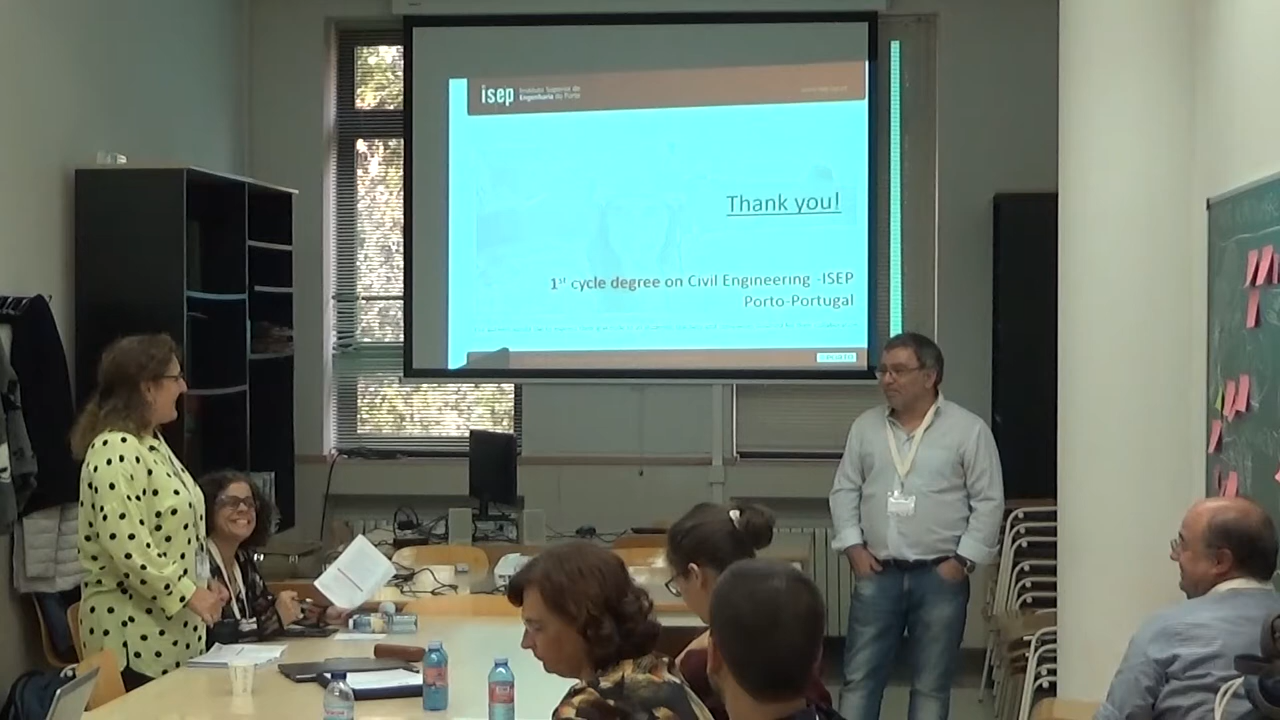 isep Instituto Superior de
Engenharia do Porto
Thank you!
1st cycle degree on Civil Engineering -ISEP
Porto-Portugal